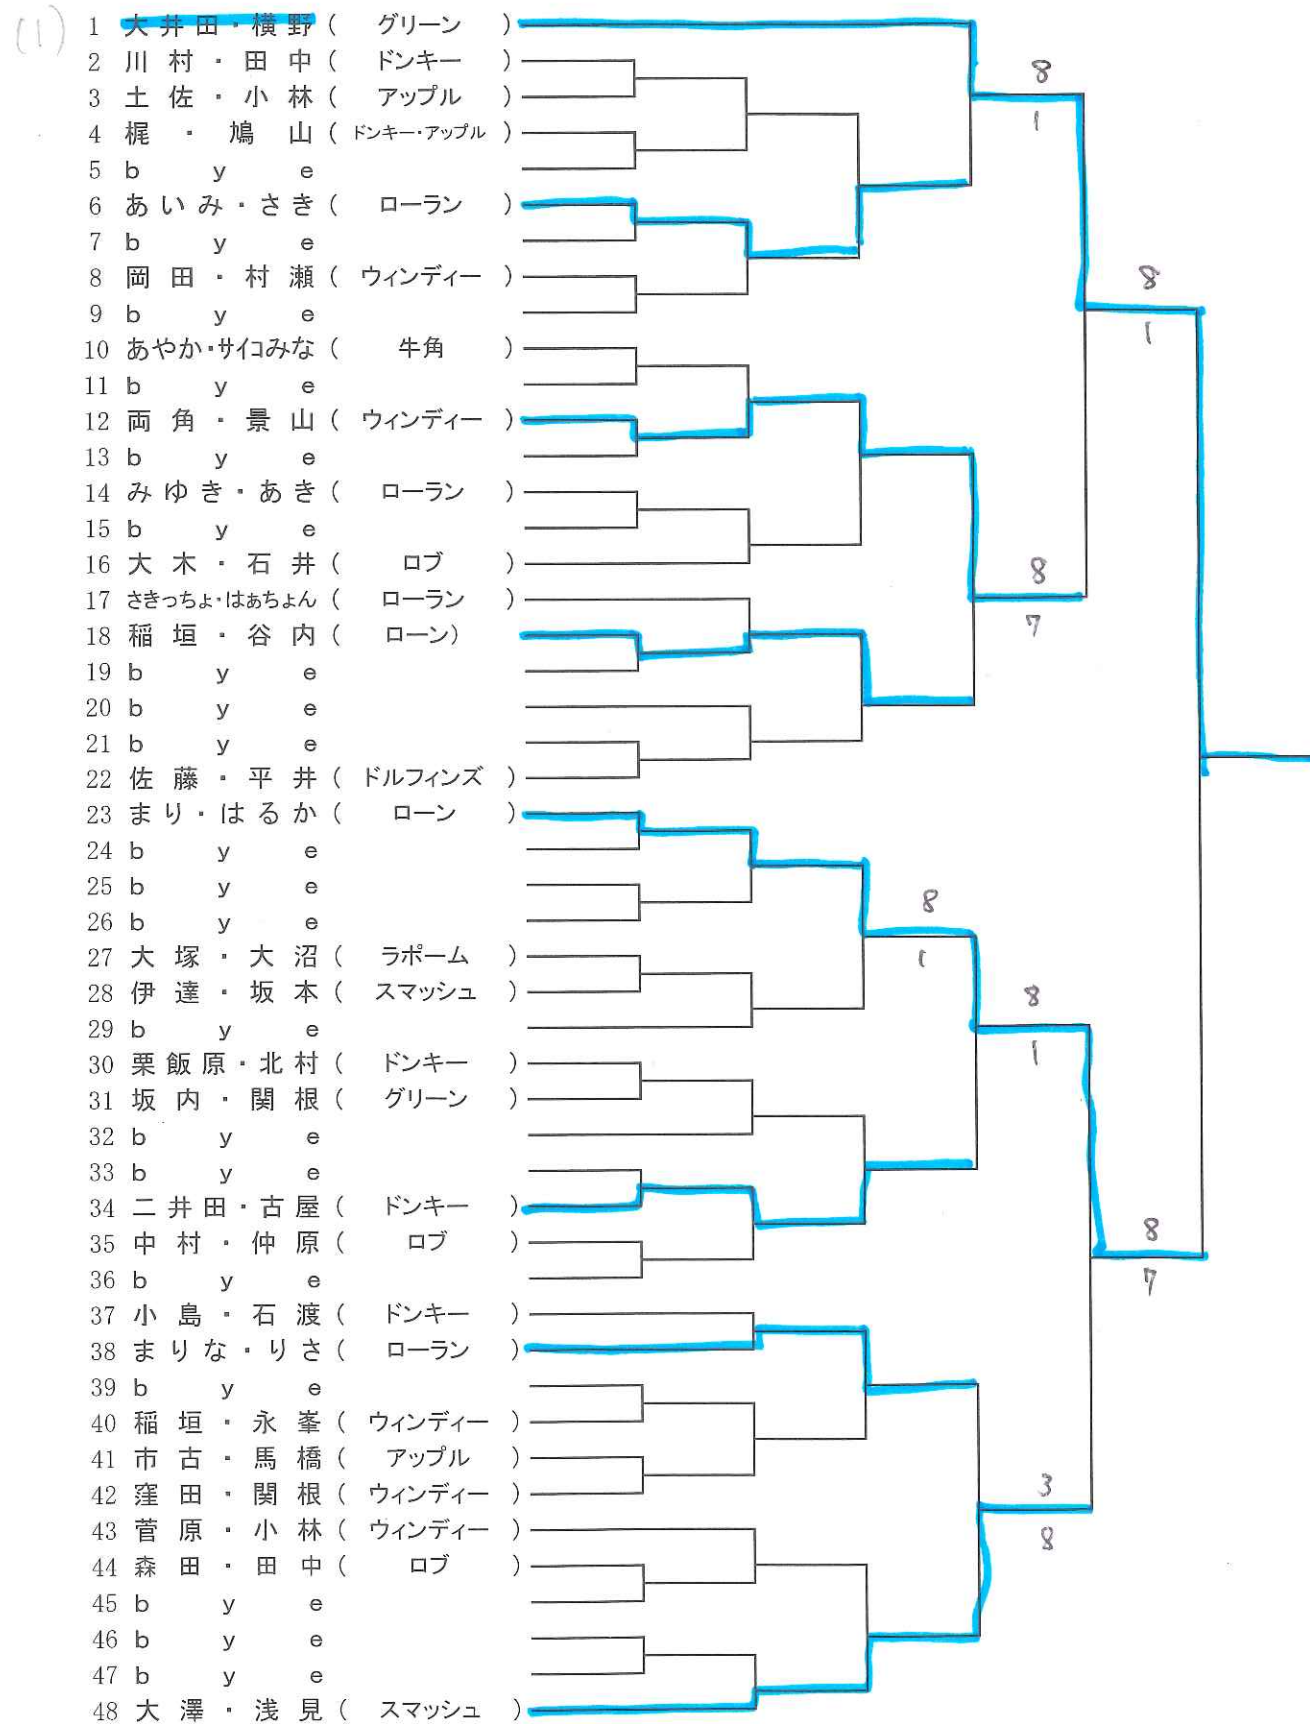 (1)
1 大井田・横野 ( グリーン )
8
2 川村・田中 ( ドンキー )
3 土佐・小林 ( アップル )
1
4 梶・鳩山 ( ドンキー・アップル )
5 bye
6 あいみ・さき ( ローラン )
7 bye
8 岡田・村瀬 ( ウィンディー )
8
9 bye
1
10 あやか・サイコみな ( 牛角 )
11 bye
12 両角・景山 ( ウィンディー )
13 bye
14 みゆき・あき ( ローラン )
15 bye
16 大木・石井 ( ロブ )
8
17 さきっちょ・はぁちょん ( ローラン )
7
18 稲垣・谷内 ( ローン )
19 bye
20 bye
21 bye
22 佐藤・平井 ( ドルフィンズ )
23 まり・はるか ( ローン )
24 bye
25 bye
8
26 bye
1
27 大塚・大沼 ( ラポーム )
28 伊達・坂本 ( スマッシュ )
8
29 bye
1
30 栗飯原・北村 ( ドンキー )
31 坂内・関根 ( グリーン )
32 bye
33 bye
34 二井田・古屋 ( ドンキー )
8
35 中村・仲原 ( ロブ )
7
36 bye
37 小島・石渡 ( ドンキー )
38 まりな・りさ ( ローラン )
39 bye
40 稲垣・永峯 ( ウィンディー )
41 市古・馬橋 ( アップル )
3
42 窪田・関根 ( ウィンディー )
43 菅原・小林 ( ウィンディー )
8
44 森田・田中 ( ロブ )
45 bye
46 bye
47 bye
48 大澤・浅見 ( スマッシュ )